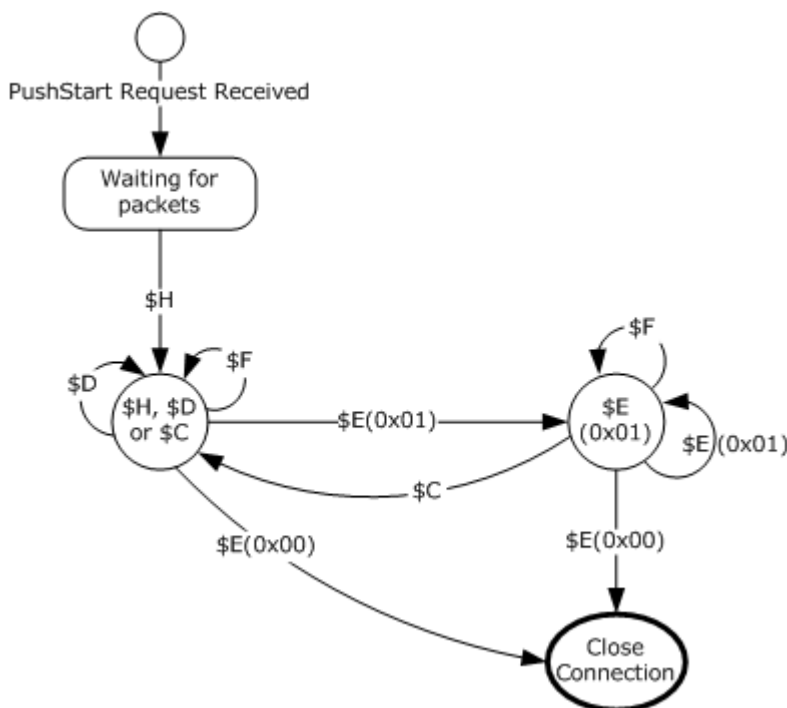 PushStart Request Received
Waiting for
packets
$H
$F
$D
$F
$H, $D
or $C
$E(0x01)
$E
(0x01)
$E(0x01)
$C
$E(0x00)
$E(0x00)
Close
Connection